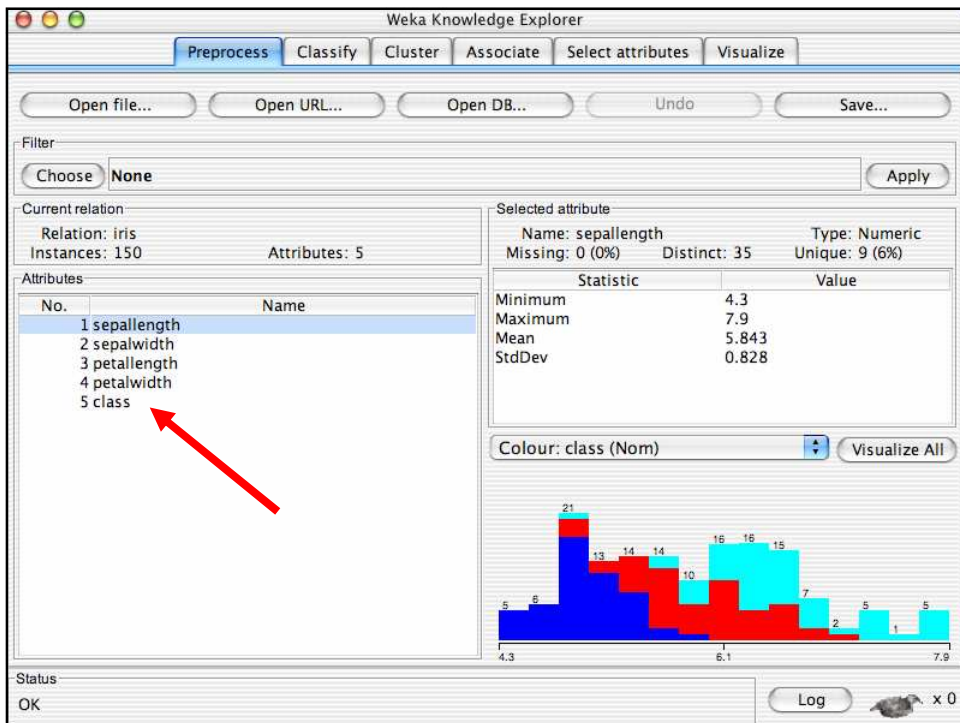 Weka Knowledge Explorer
Preprocess Classify Cluster Associate Select attributes Visualize
Open file... Open URL... Open DB... Undo Save...
Filter
Choose None Apply
Current relation
Relation: iris
Instances: 150 Attributes: 5
Attributes
No. Name
1 sepallength
2 sepalwidth
3 petallength
4 petalwidth
5 class
Selected attribute
Name: sepallength Type: Numeric
Missing: 0 (0%) Distinct: 35 Unique: 9 (6%)
Statistic Value
Minimum 4.3
Maximum 7.9
Mean 5.843
StdDev 0.828
Colour: class (Nom) Visualize All
5 6 21 13 14 14 10 16 16 15 7 2 5 1 5
4.3 6.1 7.9
Status
OK
Log x 0